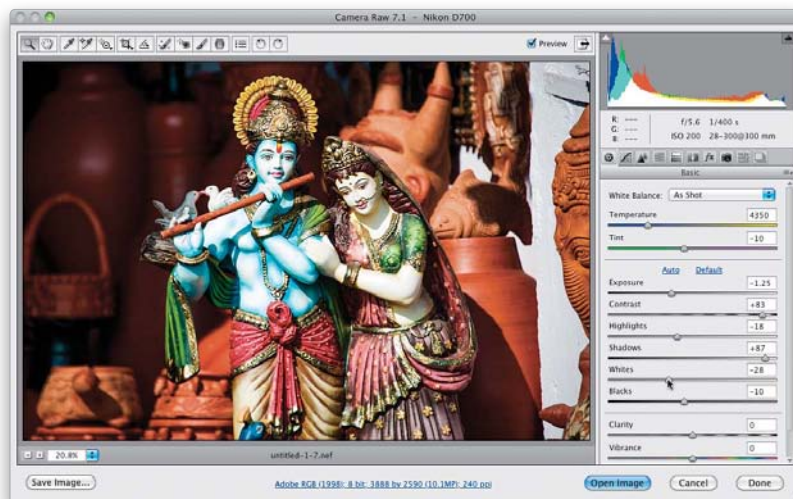 Camera Raw 7.1 – Nikon D700
Preview
R: ---
G: ---
B: ---
f/5.6 1/400 s
ISO 200 28-300@300 mm
fx
Basic
White Balance: As Shot
Temperature 4350
Tint -10
Auto Default
Exposure -1.25
Contrast +83
Highlights -18
Shadows +87
Whites -28
Blacks -10
Clarity 0
Vibrance 0
- + 20.8%
untitled-1-7.nef
Save Image...
Adobe RGB (1998); 8 bit; 3888 by 2590 (10.1MP); 240 ppi
Open Image
Cancel
Done